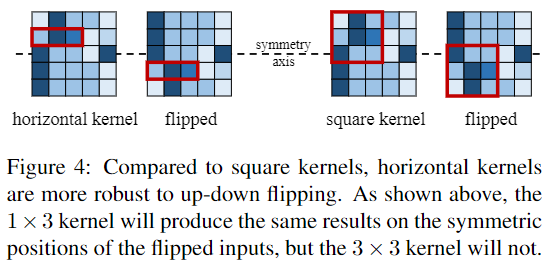 symmetry
axis
horizontal kernel flipped square kernel flipped
Figure 4: Compared to square kernels, horizontal kernels
are more robust to up-down flipping. As shown above, the
1 × 3 kernel will produce the same results on the symmetric
positions of the flipped inputs, but the 3 × 3 kernel will not.